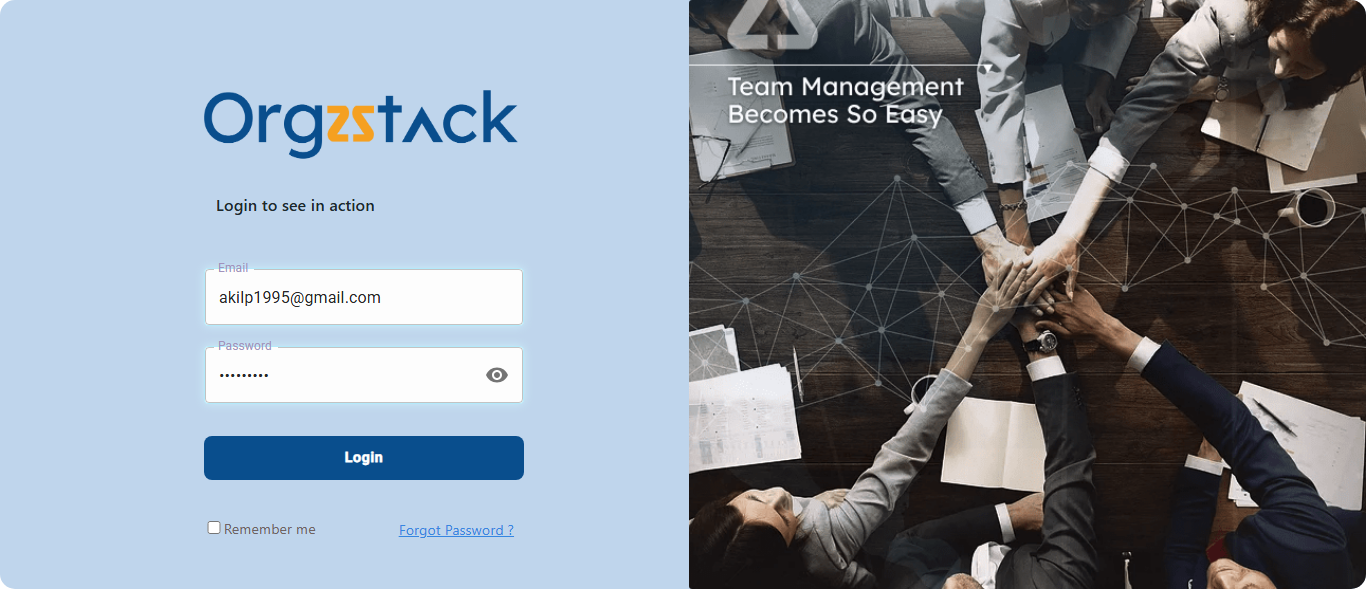 Orgzstack
Login to see in action
Email
akilp1995@gmail.com
Password
•••••••••
Login
Remember me
Forgot Password ?
Team Management
Becomes So Easy